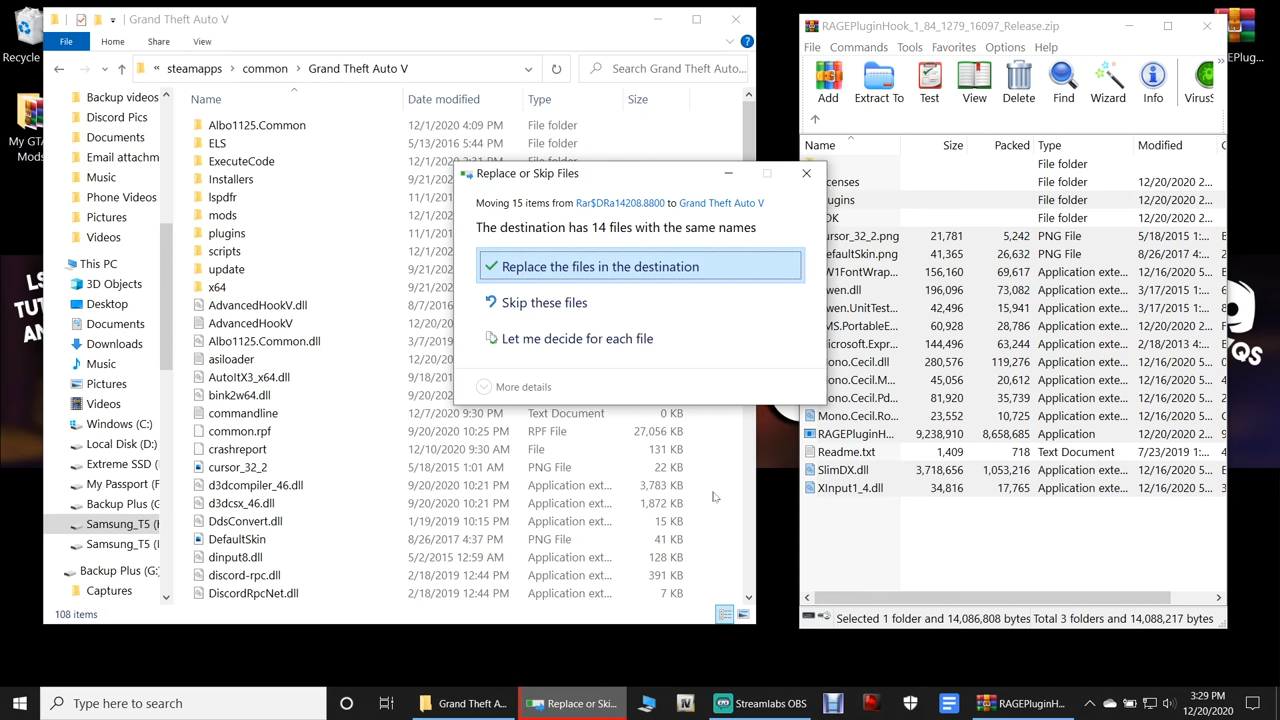 Grand Theft Auto V
File Home Share View
« steamapps > common > Grand Theft Auto V
Search Grand Theft Auto...
Recycle
My GTA
Mods
Backup videos
Discord Pics
Documents
Email attachm
Music
Phone Videos
Pictures
Videos
This PC
3D Objects
Desktop
Documents
Downloads
Music
Pictures
Videos
Windows (C:)
Local Disk (D:)
Extreme SSD (
My Passport (F
Backup Plus (G
Samsung_T5 (H
Samsung_T5 (I
Backup Plus (G:
Captures
Name Date modified Type Size
Albo1125.Common 12/1/2020 4:09 PM File folder
ELS 5/13/2016 5:44 PM File folder
ExecuteCode 12/1/2020 2:31 PM File folder
Installers 9/21/2
lspdfr 11/1/2
mods 12/1/2
plugins 11/1/2
scripts 12/1/2
update 9/21/2
x64 9/21/2
AdvancedHookV.dll 8/7/2016
AdvancedHookV 12/20/20
Albo1125.Common.dll 3/7/2019
asiloader 12/20/20
AutoItX3_x64.dll 9/18/201
bink2w64.dll 9/20/202
commandline 12/7/2020 9:30 PM Text Document 0 KB
common.rpf 9/20/2020 10:25 PM RPF File 27,056 KB
crashreport 12/10/2020 9:30 AM File 131 KB
cursor_32_2 5/18/2015 1:01 AM PNG File 22 KB
d3dcompiler_46.dll 9/20/2020 10:21 PM Application ext... 3,783 KB
d3dcsx_46.dll 9/20/2020 10:21 PM Application ext... 1,872 KB
DdsConvert.dll 1/19/2019 10:15 PM Application ext... 15 KB
DefaultSkin 8/26/2017 4:37 PM PNG File 41 KB
dinput8.dll 5/2/2015 12:59 AM Application ext... 128 KB
discord-rpc.dll 2/18/2019 12:44 PM Application ext... 391 KB
DiscordRpcNet.dll 2/18/2019 12:44 PM Application ext... 7 KB
108 items
Replace or Skip Files
Moving 15 items from Rar$DRa14208.8800 to Grand Theft Auto V
The destination has 14 files with the same names
Replace the files in the destination
Skip these files
Let me decide for each file
More details
RAGEPluginHook_1_84_1279_16097_Release.zip
File Commands Tools Favorites Options Help
Add Extract To Test View Delete Find Wizard Info VirusS
Name Size Packed Type Modified C
File folder
censes File folder 12/20/2020 2...
ugins File folder 12/20/2020 2...
DK File folder 12/20/2020 2...
ursor_32_2.png 21,781 5,242 PNG File 5/18/2015 1:...
efaultSkin.png 41,365 26,632 PNG File 8/26/2017 4...
W1FontWrap... 156,160 69,617 Application exte... 12/16/2020 5...
wen.dll 196,096 73,082 Application exte... 3/17/2015 1:...
wen.UnitTest... 42,496 15,941 Application exte... 3/17/2015 1:...
MS.PortableE... 60,928 28,786 Application exte... 12/16/2020 2...
icrosoft.Expr... 144,496 63,244 Application exte... 2/18/2013 4...
ono.Cecil.dll 280,576 119,276 Application exte... 12/16/2020 5...
ono.Cecil.M... 45,056 20,612 Application exte... 12/16/2020 5...
ono.Cecil.Pd... 81,920 35,739 Application exte... 12/16/2020 5...
Mono.Cecil.Ro... 23,552 10,725 Application exte... 12/16/2020 5...
RAGEPluginH... 9,238,910 8,658,685 Application 12/20/2020 2...
Readme.txt 1,409 718 Text Document 7/23/2019 1:...
SlimDX.dll 3,718,656 1,053,216 Application exte... 12/16/2020 5...
XInput1_4.dll 34,816 17,765 Application exte... 12/16/2020 5...
Selected 1 folder and 14,086,808 bytes Total 3 folders and 14,088,217 bytes
EPlug...
Type here to search
Grand Theft A...
Replace or Ski...
Streamlabs OBS
RAGEPluginH...
3:29 PM
12/20/2020